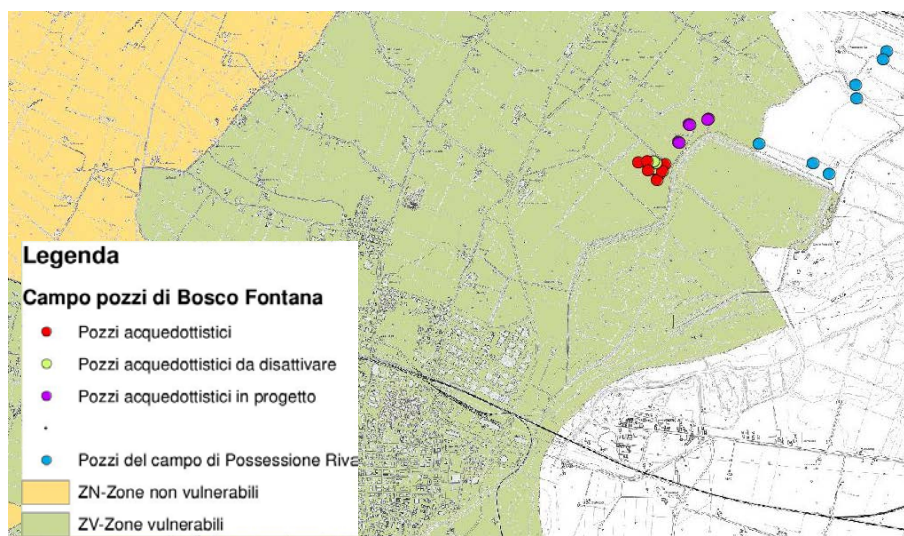 Legenda
Campo pozzi di Bosco Fontana
Pozzi acquedottistici
Pozzi acquedottistici da disattivare
Pozzi acquedottistici in progetto
Pozzi del campo di Possessione Riva
ZN-Zone non vulnerabili
ZV-Zone vulnerabili